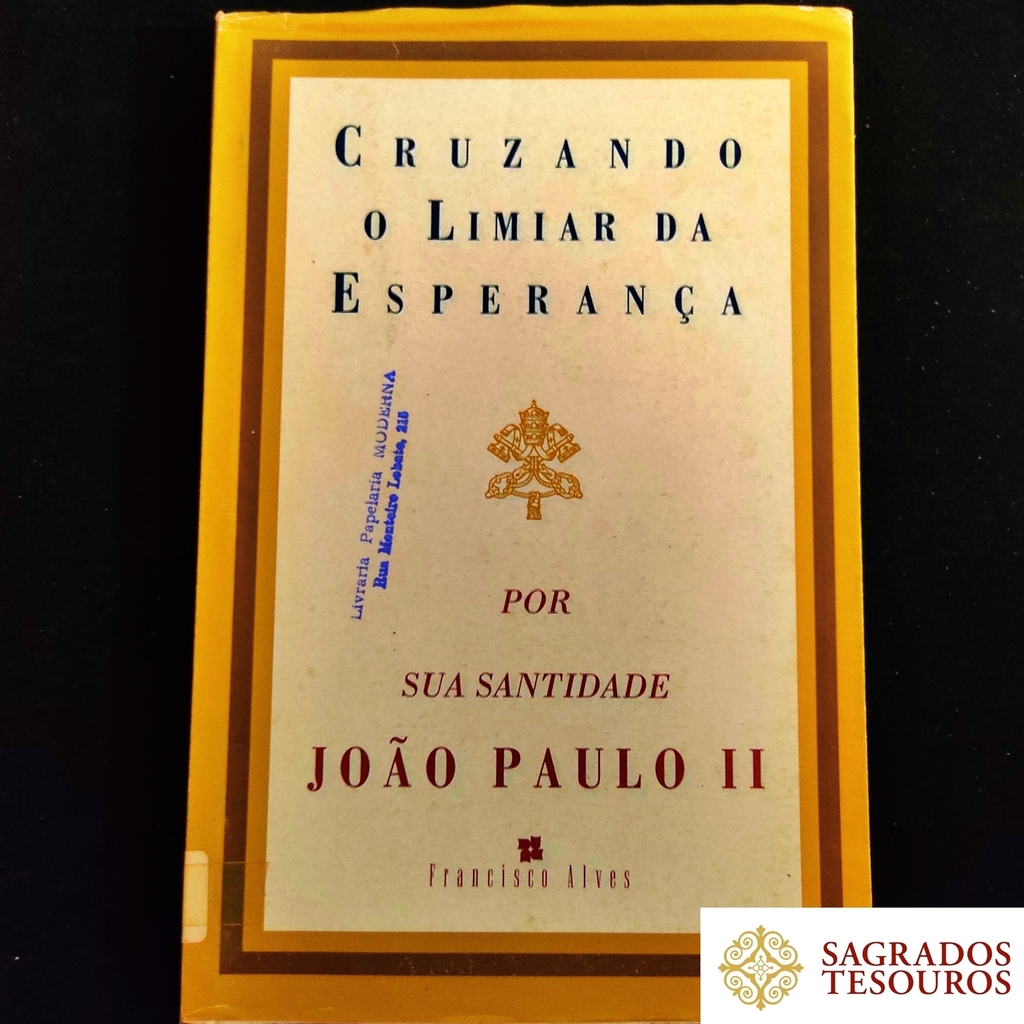 CRUZANDO
O LIMIAR DA
ESPERANÇA
Livraria Papelaria MODERNA
Rua Monteiro Lobato, 216
POR
SUA SANTIDADE
JOÃO PAULO II
Francisco Alves
SAGRADOS
TESOUROS